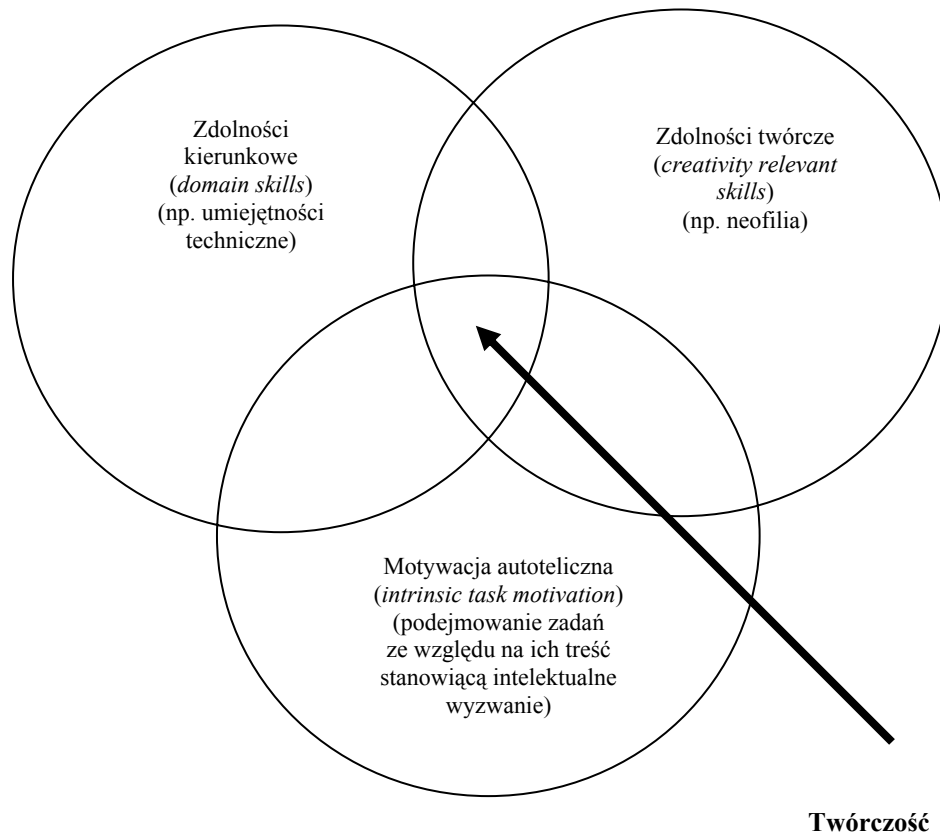 Zdolności
kierunkowe
(domain skills)
(np. umiejętności
techniczne)
Zdolności twórcze
(creativity relevant
skills)
(np. neofilia)
Motywacja autoteliczna
(intrinsic task motivation)
(podejmowanie zadań
ze względu na ich treść
stanowiącą intelektualne
wyzwanie)
Twórczość